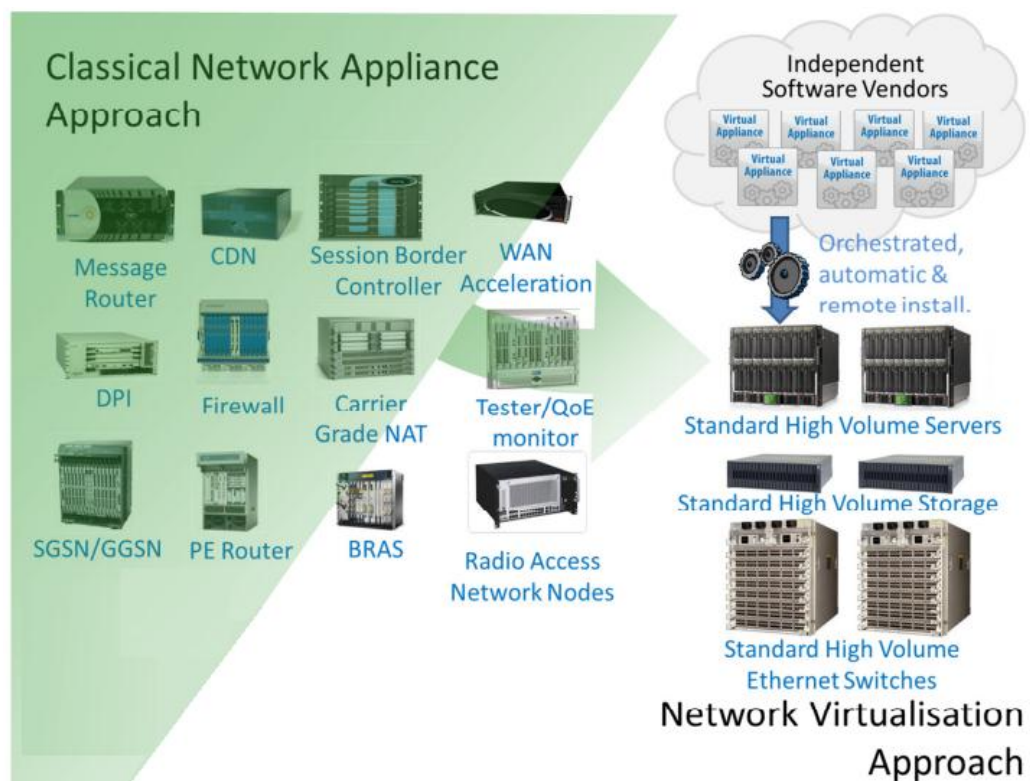 Classical Network Appliance
Approach
Message
Router
CDN
Session Border
Controller
WAN
Acceleration
DPI
Firewall
Carrier
Grade NAT
Tester/QoE
monitor
SGSN/GGSN
PE Router
BRAS
Radio Access
Network Nodes
Independent
Software Vendors
Virtual
Appliance
Virtual
Appliance
Virtual
Appliance
Virtual
Appliance
Virtual
Appliance
Virtual
Appliance
Virtual
Appliance
Orchestrated,
automatic &
remote install.
Standard High Volume Servers
Standard High Volume Storage
Standard High Volume
Ethernet Switches
Network Virtualisation
Approach